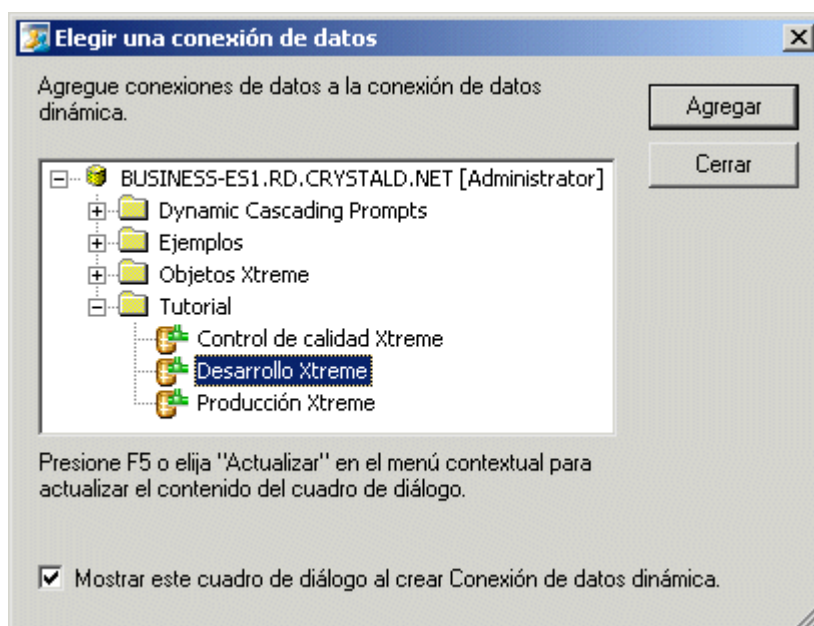 Elegir una conexión de datos
Agregue conexiones de datos a la conexión de datos
dinámica.
Agregar
Cerrar
BUSINESS-ES1.RD.CRYSTALD.NET [Administrator]
Dynamic Cascading Prompts
Ejemplos
Objetos Xtreme
Tutorial
Control de calidad Xtreme
Desarrollo Xtreme
Producción Xtreme
Presione F5 o elija "Actualizar" en el menú contextual para
actualizar el contenido del cuadro de diálogo.
Mostrar este cuadro de diálogo al crear Conexión de datos dinámica.